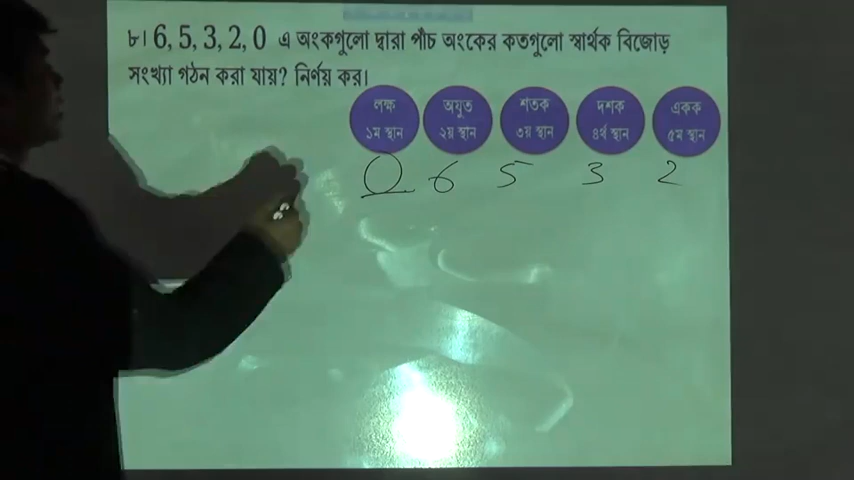 ৮। 6, 5, 3, 2, 0 এ অংকগুলো দ্বারা পাঁচ অংকের কতগুলো স্বার্থক বিজোড়
সংখ্যা গঠন করা যায়? নির্ণয় কর।
লক্ষ অযুত শতক দশক একক
১ম স্থান ২য় স্থান ৩য় স্থান ৪র্থ স্থান ৫ম স্থান
0 6 5 3 2